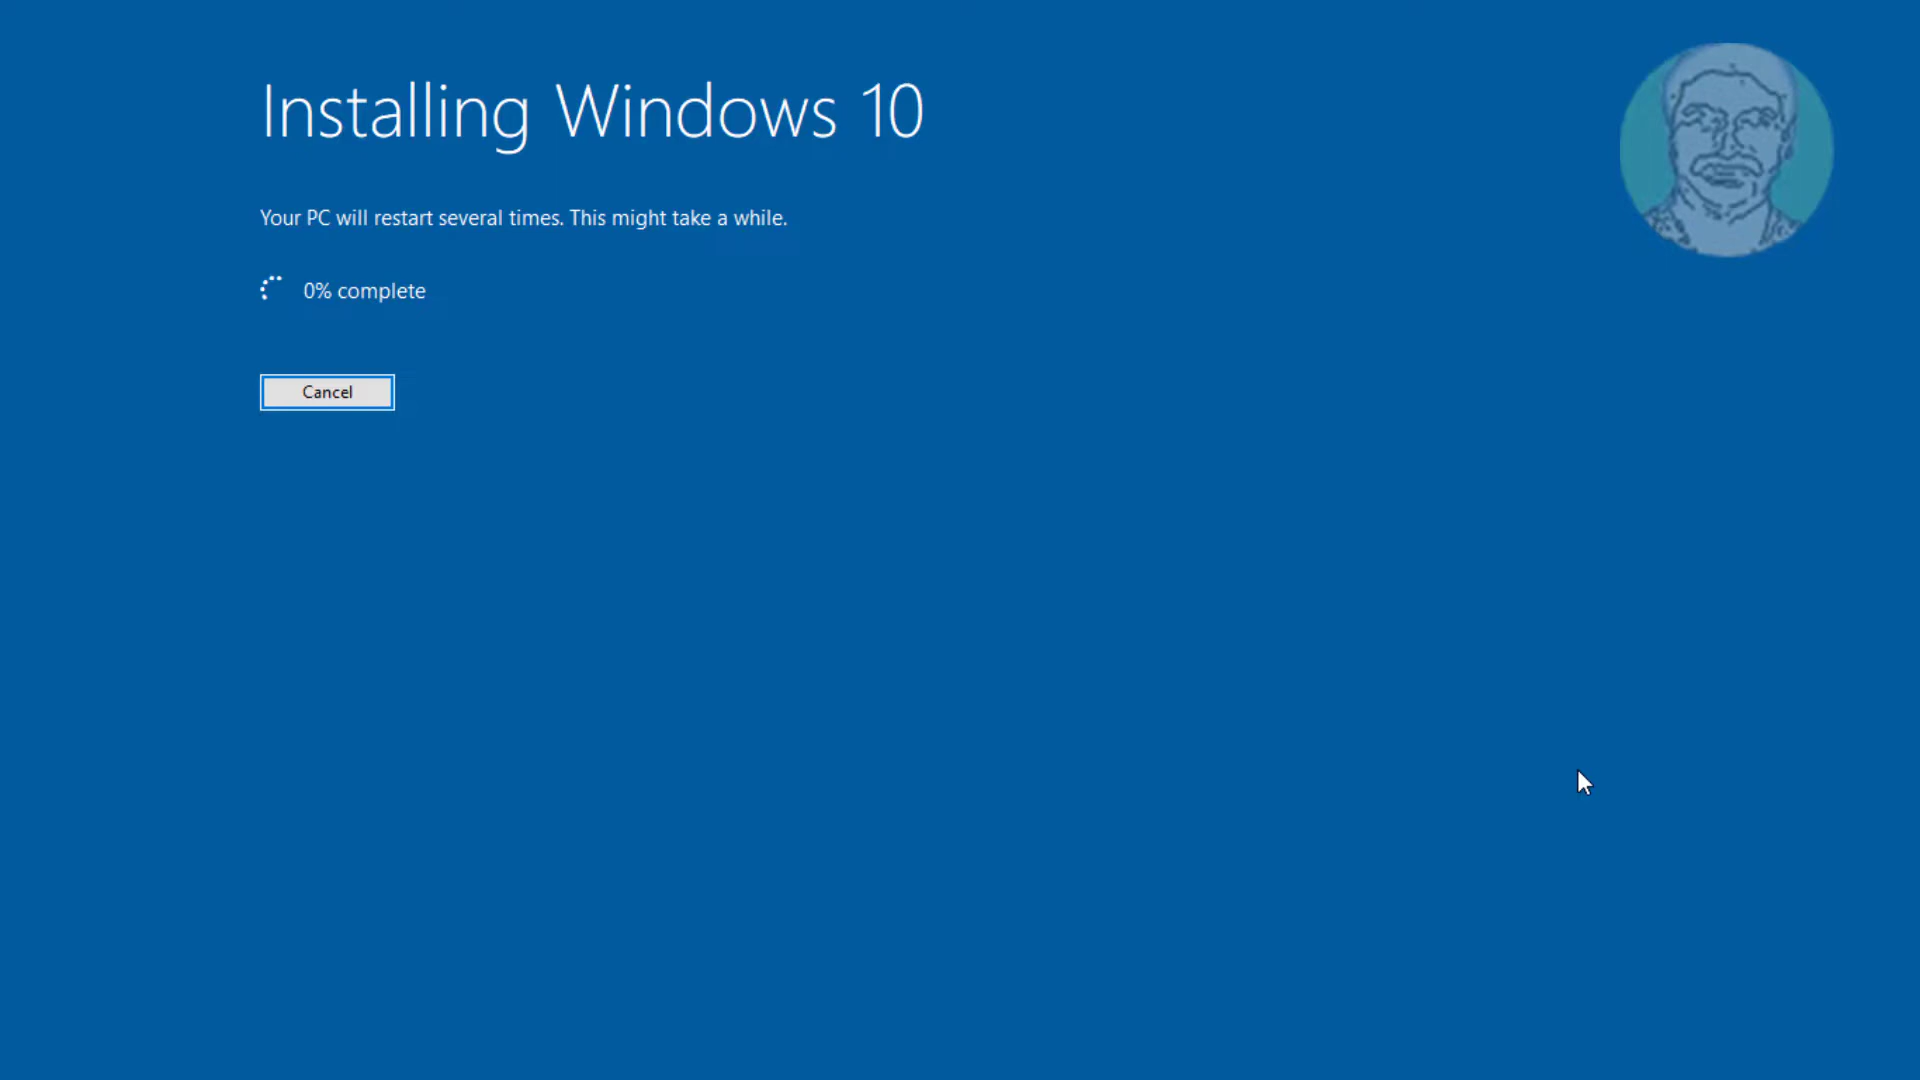 Installing Windows 10
Your PC will restart several times. This might take a while.
0% complete
Cancel